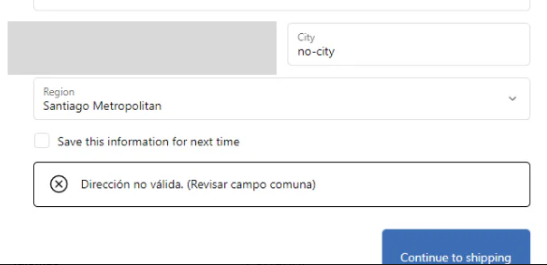 City
no-city
Region
Santiago Metropolitan
Save this information for next time
Dirección no válida. (Revisar campo comuna)
Continue to shipping